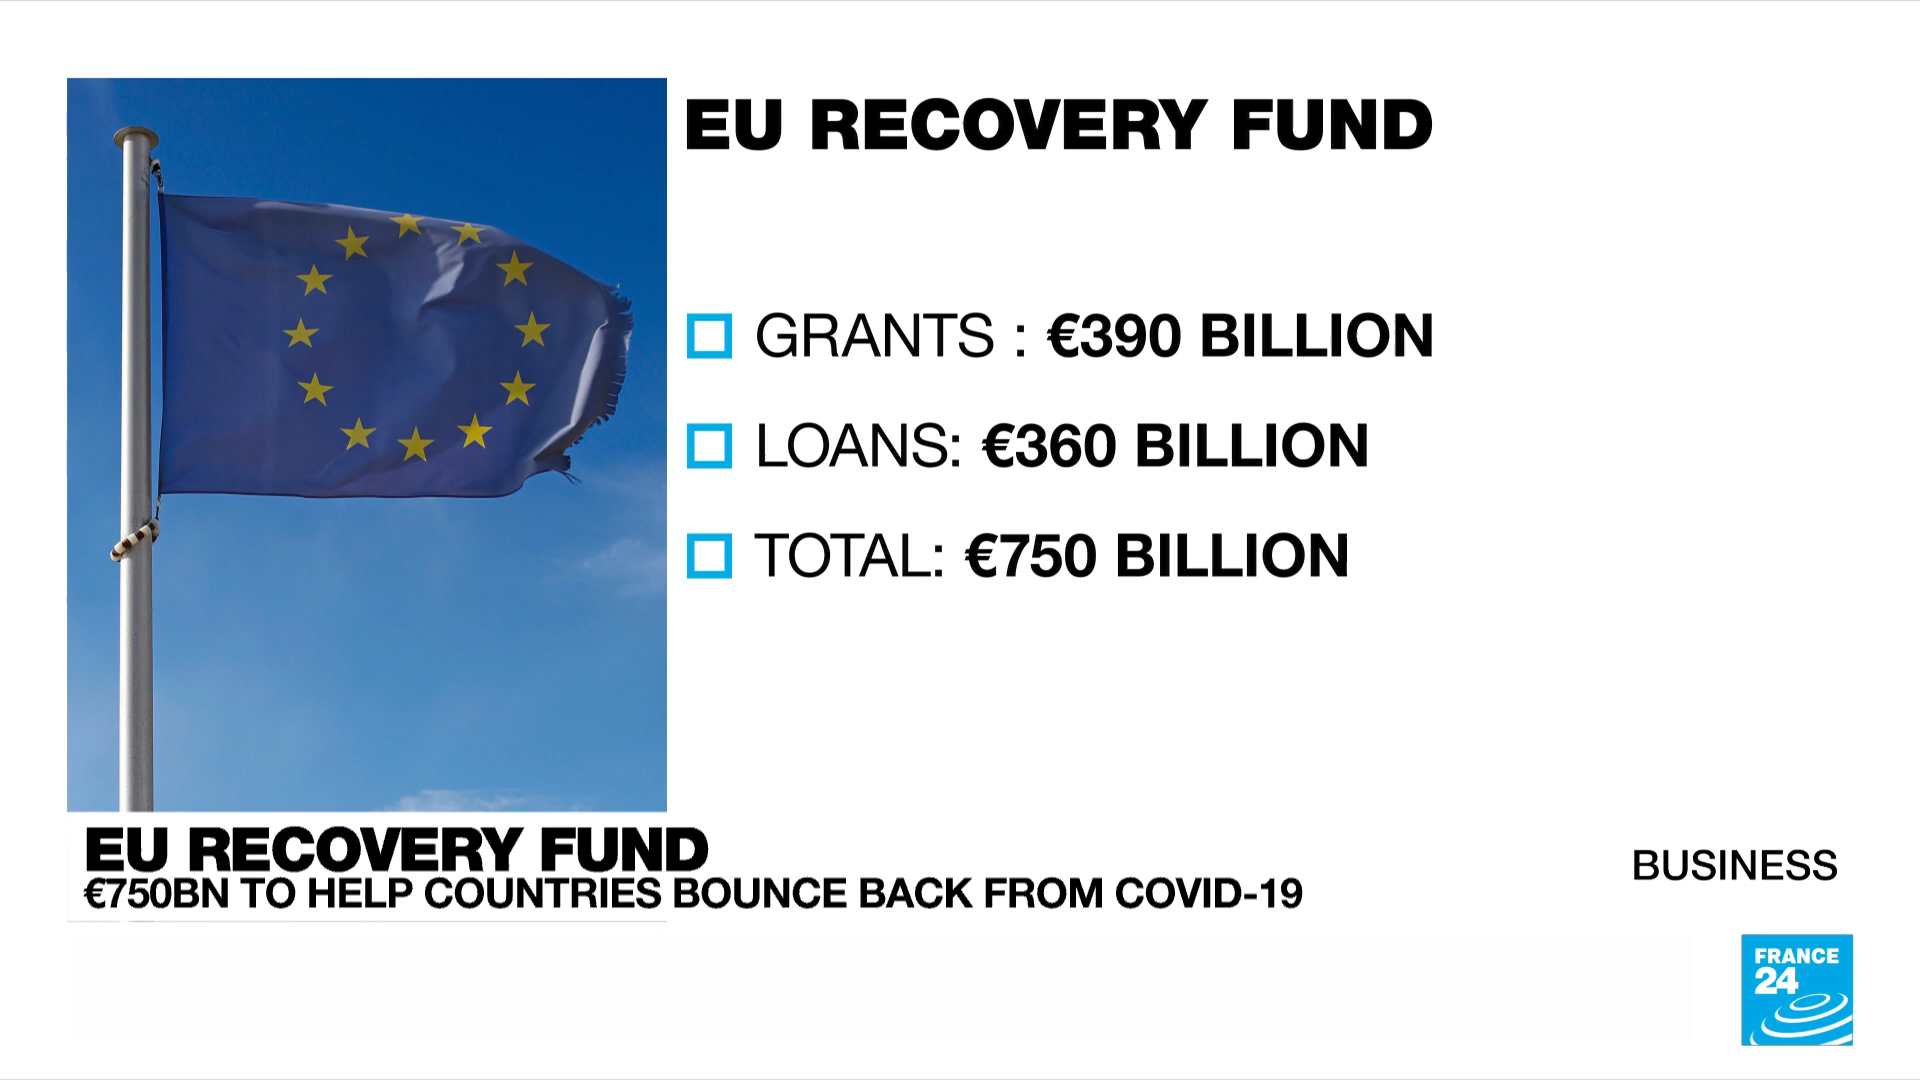 EU RECOVERY FUND
GRANTS : €390 BILLION
LOANS: €360 BILLION
TOTAL: €750 BILLION
EU RECOVERY FUND
€750BN TO HELP COUNTRIES BOUNCE BACK FROM COVID-19
BUSINESS
FRANCE
24